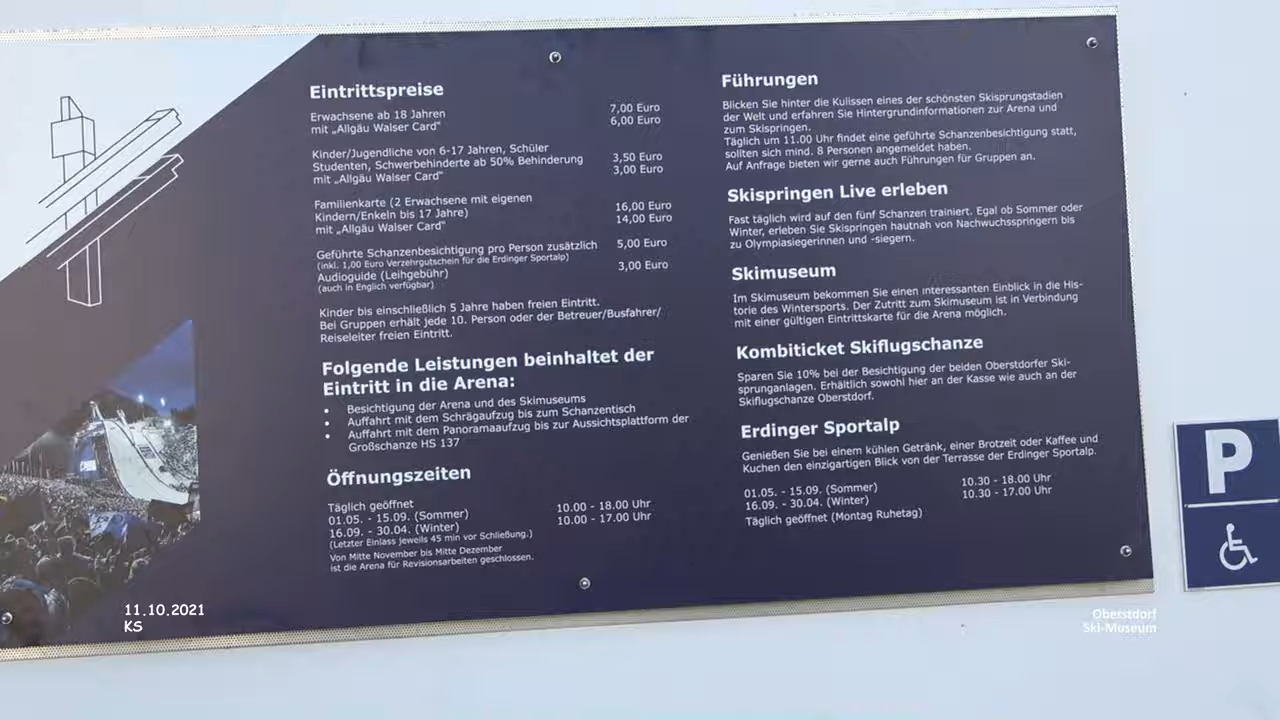 Eintrittspreise
Erwachsene ab 18 Jahren 7,00 Euro
mit „Allgäu Walser Card“ 6,00 Euro
Kinder/Jugendliche von 6-17 Jahren, Schüler
Studenten, Schwerbehinderte ab 50% Behinderung 3,50 Euro
mit „Allgäu Walser Card“ 3,00 Euro
Familienkarte (2 Erwachsene mit eigenen
Kindern/Enkeln bis 17 Jahre) 16,00 Euro
mit „Allgäu Walser Card“ 14,00 Euro
Geführte Schanzenbesichtigung pro Person zusätzlich 5,00 Euro
(inkl. 1,00 Euro Verzehrgutschein für die Erdinger Sportalp)
Audioguide (Leihgebühr) 3,00 Euro
(auch in Englich verfügbar)
Kinder bis einschließlich 5 Jahre haben freien Eintritt.
Bei Gruppen erhält jede 10. Person oder der Betreuer/Busfahrer/
Reiseleiter freien Eintritt.
Folgende Leistungen beinhaltet der
Eintritt in die Arena:
• Besichtigung der Arena und des Skimuseums
• Auffahrt mit dem Schrägaufzug bis zum Schanzentisch
• Auffahrt mit dem Panoramaaufzug bis zur Aussichtsplattform der
Großschanze HS 137
Öffnungszeiten
Täglich geöffnet
01.05. - 15.09. (Sommer) 10.00 - 18.00 Uhr
16.09. - 30.04. (Winter) 10.00 - 17.00 Uhr
(Letzter Einlass jeweils 45 min vor Schließung.)
Von Mitte November bis Mitte Dezember
ist die Arena für Revisionsarbeiten geschlossen.
Führungen
Blicken Sie hinter die Kulissen eines der schönsten Skisprungstadien
der Welt und erfahren Sie Hintergrundinformationen zur Arena und
zum Skispringen.
Täglich um 11.00 Uhr findet eine geführte Schanzenbesichtigung statt,
sollten sich mind. 8 Personen angemeldet haben.
Auf Anfrage bieten wir gerne auch Führungen für Gruppen an.
Skispringen Live erleben
Fast täglich wird auf den fünf Schanzen trainiert. Egal ob Sommer oder
Winter, erleben Sie Skispringen hautnah von Nachwuchsspringern bis
zu Olympiasiegerinnen und -siegern.
Skimuseum
Im Skimuseum bekommen Sie einen interessanten Einblick in die His-
torie des Wintersports. Der Zutritt zum Skimuseum ist in Verbindung
mit einer gültigen Eintrittskarte für die Arena möglich.
Kombiticket Skiflugschanze
Sparen Sie 10% bei der Besichtigung der beiden Oberstdorfer Ski-
sprunganlagen. Erhältlich sowohl hier an der Kasse wie auch an der
Skiflugschanze Oberstdorf.
Erdinger Sportalp
Genießen Sie bei einem kühlen Getränk, einer Brotzeit oder Kaffee und
Kuchen den einzigartigen Blick von der Terrasse der Erdinger Sportalp.
01.05. - 15.09. (Sommer) 10.30 - 18.00 Uhr
16.09. - 30.04. (Winter) 10.30 - 17.00 Uhr
Täglich geöffnet (Montag Ruhetag)
P
11.10.2021
KS
Oberstdorf
Ski-Museum